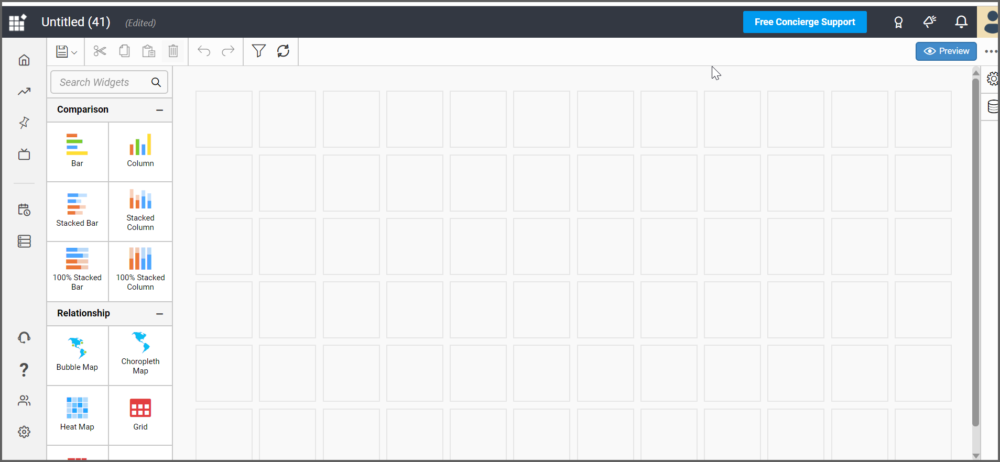 Untitled (41) (Edited) Free Concierge Support
Preview
Search Widgets
Comparison
Bar Column
Stacked Bar
Stacked
Column
100% Stacked
Bar
100% Stacked
Column
Relationship
Bubble Map
Choropleth
Map
Heat Map Grid